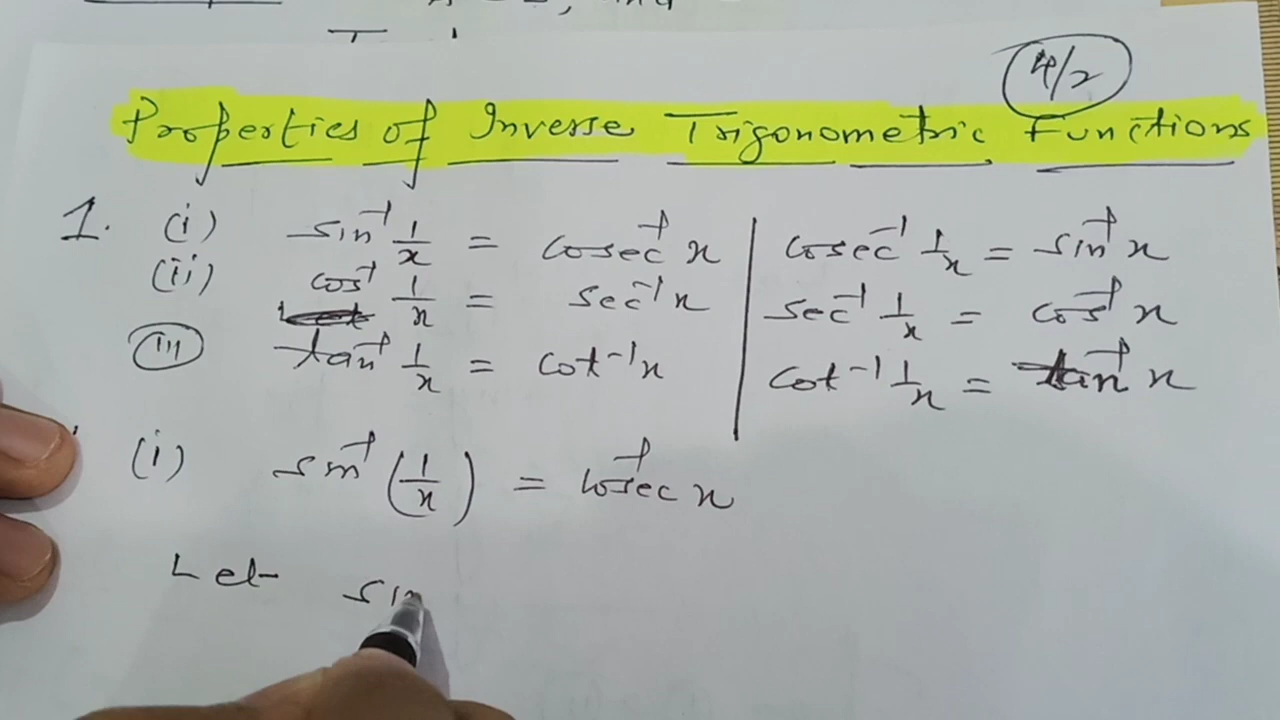 4/2
Properties of Inverse Trigonometric Functions
1. (i) sin⁻¹ 1/x = cosec⁻¹ x | cosec⁻¹ 1/x = sin⁻¹ x
(ii) cos⁻¹ 1/x = sec⁻¹ x | sec⁻¹ 1/x = cos⁻¹ x
(iii) tan⁻¹ 1/x = cot⁻¹ x | cot⁻¹ 1/x = tan⁻¹ x
(i) sin⁻¹ (1/x) = cosec⁻¹ x
Let sin